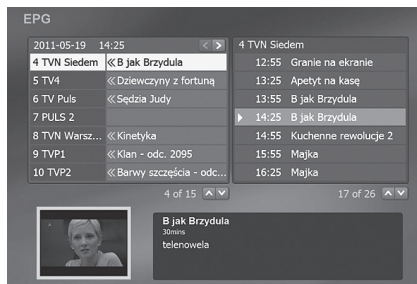 EPG
2011-05-19 14:25
4 TVN Siedem «B jak Brzydula
5 TV4 «Dziewczyny z fortuną
6 TV Puls «Sędzia Judy
7 PULS 2
8 TVN Warsz... «Kinetyka
9 TVP1 «Klan - odc. 2095
10 TVP2 «Barwy szczęścia - odc...
4 of 15
4 TVN Siedem
12:55 Granie na ekranie
13:25 Apetyt na kasę
13:55 B jak Brzydula
14:25 B jak Brzydula
14:55 Kuchenne rewolucje 2
15:55 Majka
16:25 Majka
17 of 26
B jak Brzydula
30mins
telenowela